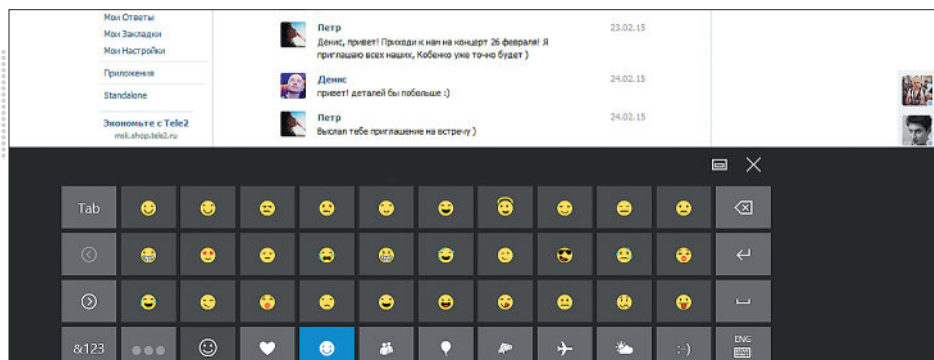 Мои Ответы
Мои Закладки
Мои Настройки
Приложения
Standalone
Экономьте с Tele2
msk.shop.tele2.ru
Петр
23.02.15
Денис, привет! Приходи к нам на концерт 26 февраля! Я
приглашаю всех наших, Кобенко уже точно будет )
Денис
24.02.15
привет! деталей бы побольше :)
Петр
24.02.15
Выслал тебе приглашение на встречу )
Tab
&123
:-)
ENG